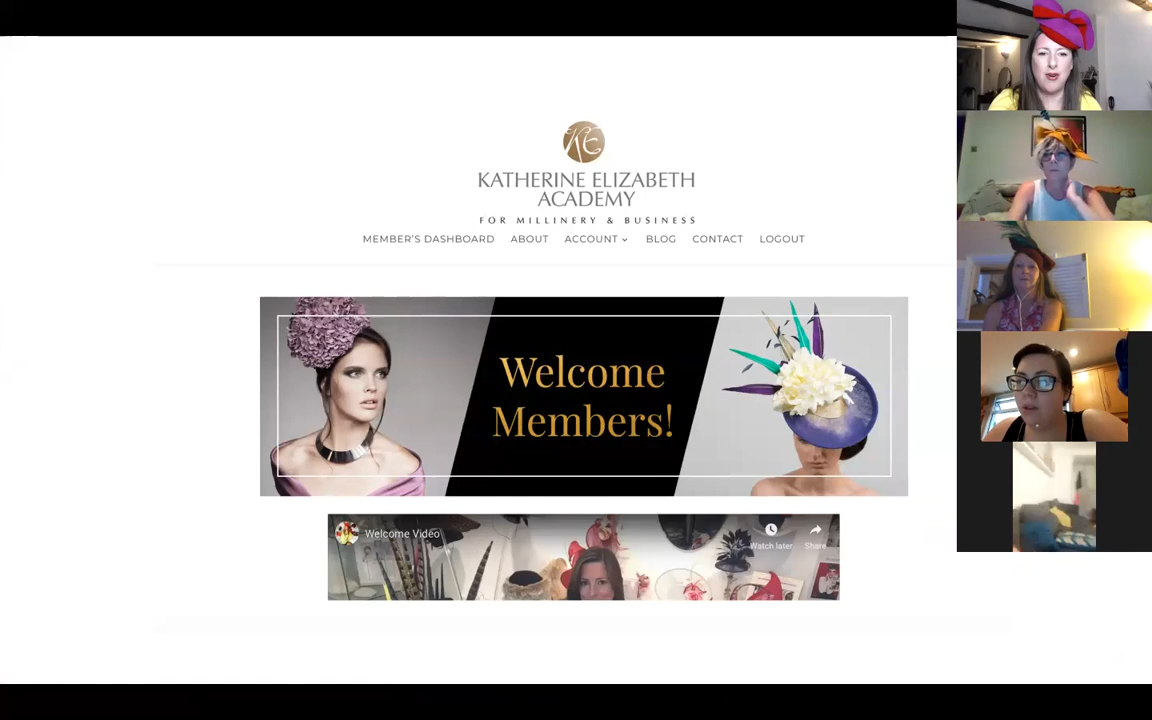 KE
KATHERINE ELIZABETH
ACADEMY
FOR MILLINERY & BUSINESS
MEMBER'S DASHBOARD ABOUT ACCOUNT BLOG CONTACT LOGOUT
Welcome
Members!
Welcome Video
Watch later Share